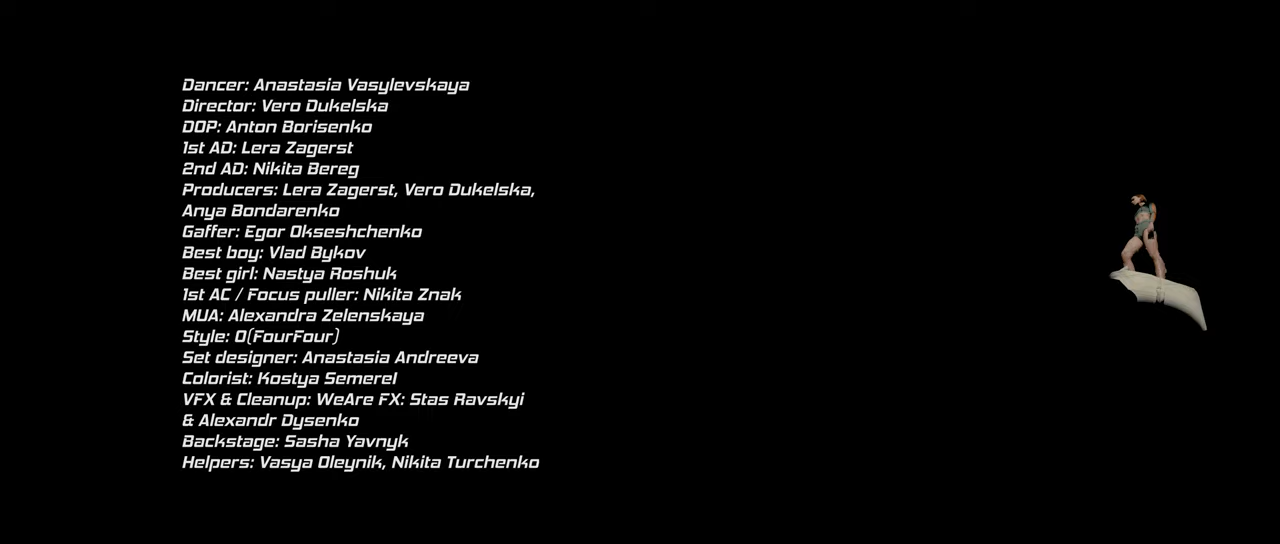 Dancer: Anastasia Vasylevskaya
Director: Vero Dukelska
DOP: Anton Borisenko
1st AD: Lera Zagerst
2nd AD: Nikita Bereg
Producers: Lera Zagerst, Vero Dukelska,
Anya Bondarenko
Gaffer: Egor Okseshchenko
Best boy: Vlad Bykov
Best girl: Nastya Roshuk
1st AC / Focus puller: Nikita Znak
MUA: Alexandra Zelenskaya
Style: O(FourFour)
Set designer: Anastasia Andreeva
Colorist: Kostya Semerel
VFX & Cleanup: WeAre FX: Stas Ravskyi
& Alexandr Dysenko
Backstage: Sasha Yavnyk
Helpers: Vasya Oleynik, Nikita Turchenko